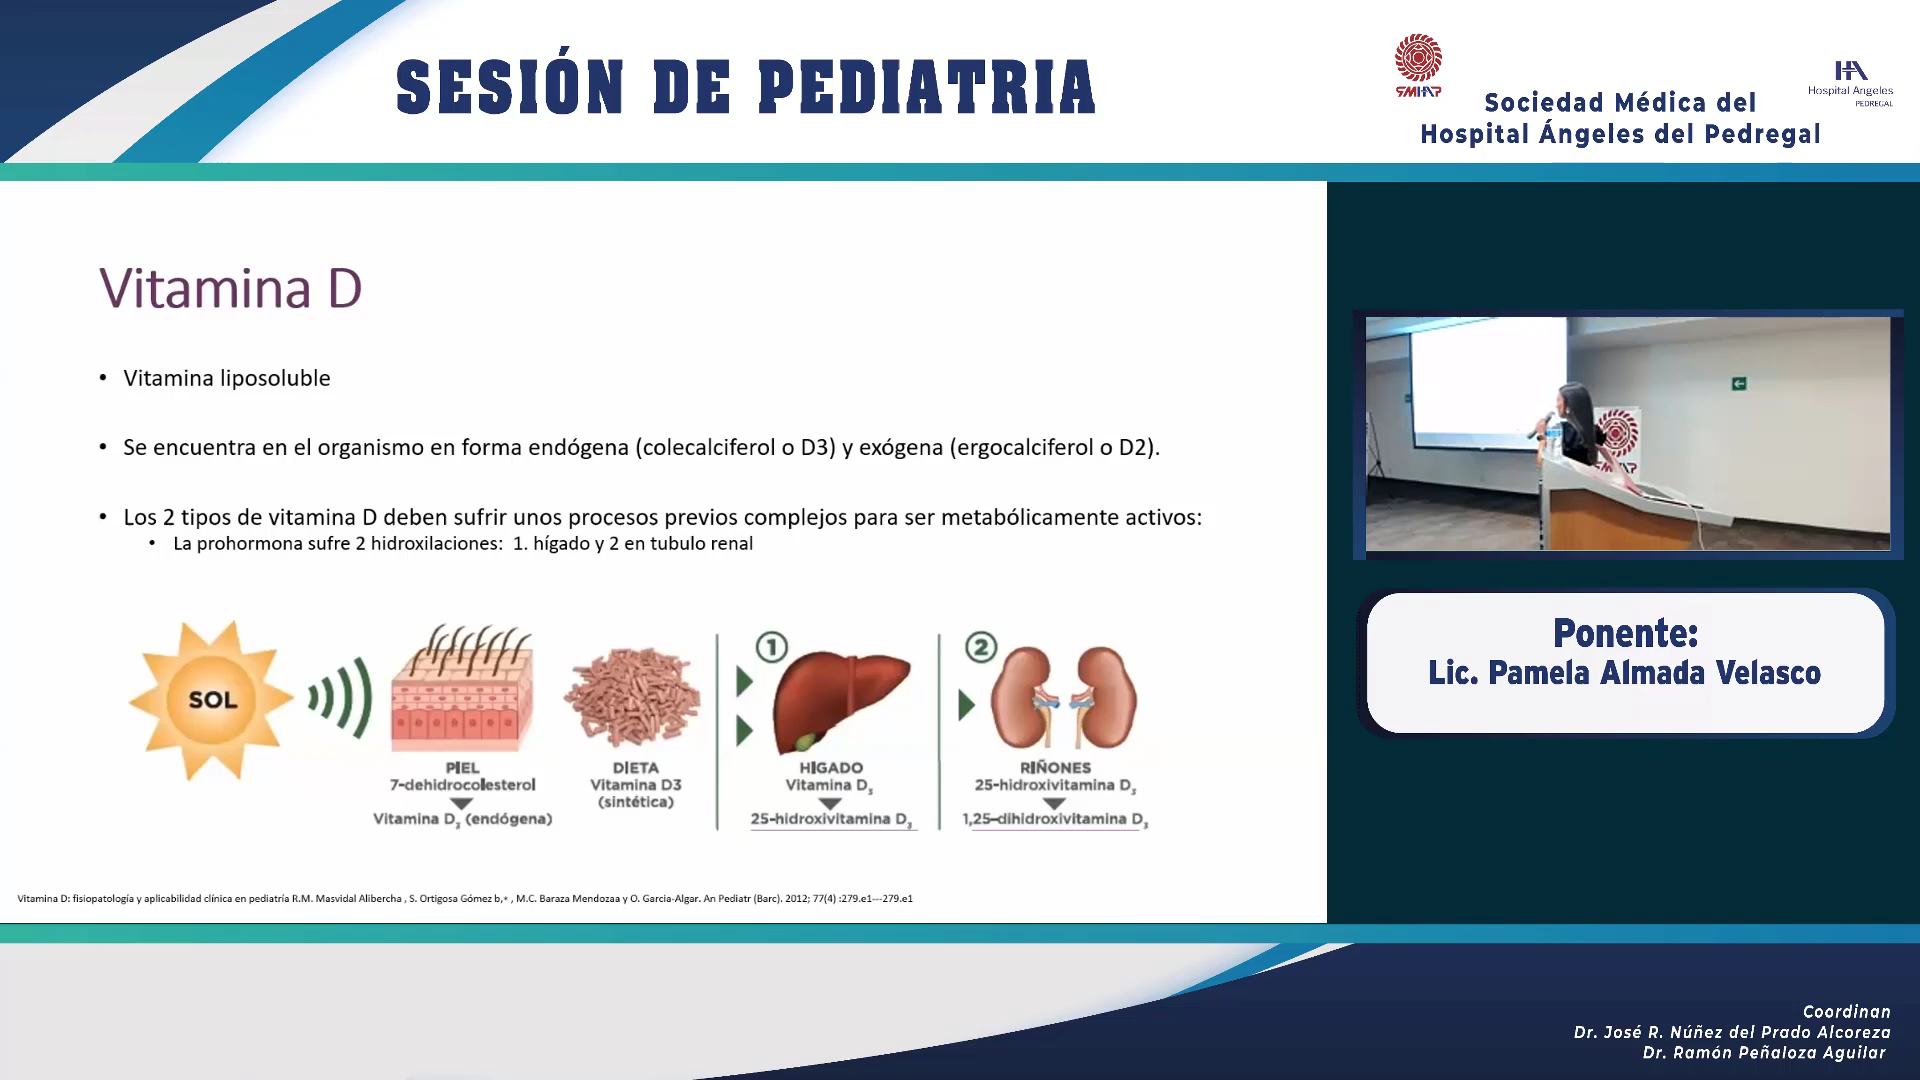 SESIÓN DE PEDIATRIA
SMHAP
Sociedad Médica del
Hospital Ángeles del Pedregal
HA
Hospital Angeles
PEDREGAL
Vitamina D
• Vitamina liposoluble
• Se encuentra en el organismo en forma endógena (colecalciferol o D3) y exógena (ergocalciferol o D2).
• Los 2 tipos de vitamina D deben sufrir unos procesos previos complejos para ser metabólicamente activos:
• La prohormona sufre 2 hidroxilaciones: 1. hígado y 2 en tubulo renal
SOL
PIEL
7-dehidrocolesterol
Vitamina D3 (endógena)
DIETA
Vitamina D3
(sintética)
1
HÍGADO
Vitamina D3
25-hidroxivitamina D3
2
RIÑONES
25-hidroxivitamina D3
1,25-dihidroxivitamina D3
Vitamina D: fisiopatología y aplicabilidad clínica en pediatría R.M. Masvidal Alibercha , S. Ortigosa Gómez b,* , M.C. Baraza Mendozaa y O. Garcia-Algar. An Pediatr (Barc). 2012; 77(4) :279.e1---279.e1
SMHAP
Ponente:
Lic. Pamela Almada Velasco
Coordinan
Dr. José R. Núñez del Prado Alcoreza
Dr. Ramón Peñaloza Aguilar